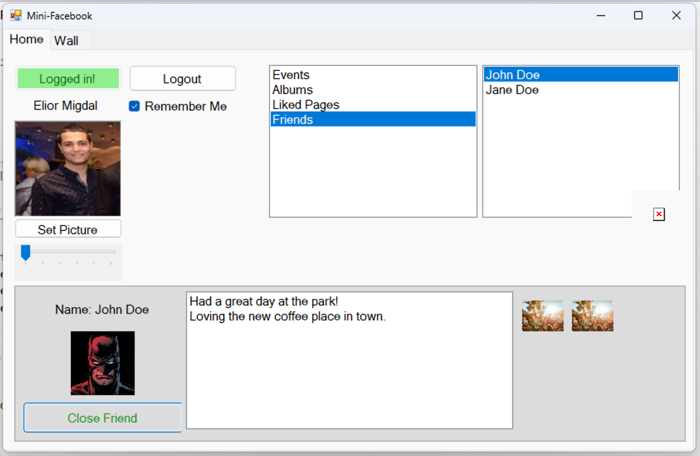 Mini-Facebook
Home Wall
Logged in! Logout
Elior Migdal Remember Me
Set Picture
Events
Albums
Liked Pages
Friends
John Doe
Jane Doe
Name: John Doe
Close Friend
Had a great day at the park!
Loving the new coffee place in town.